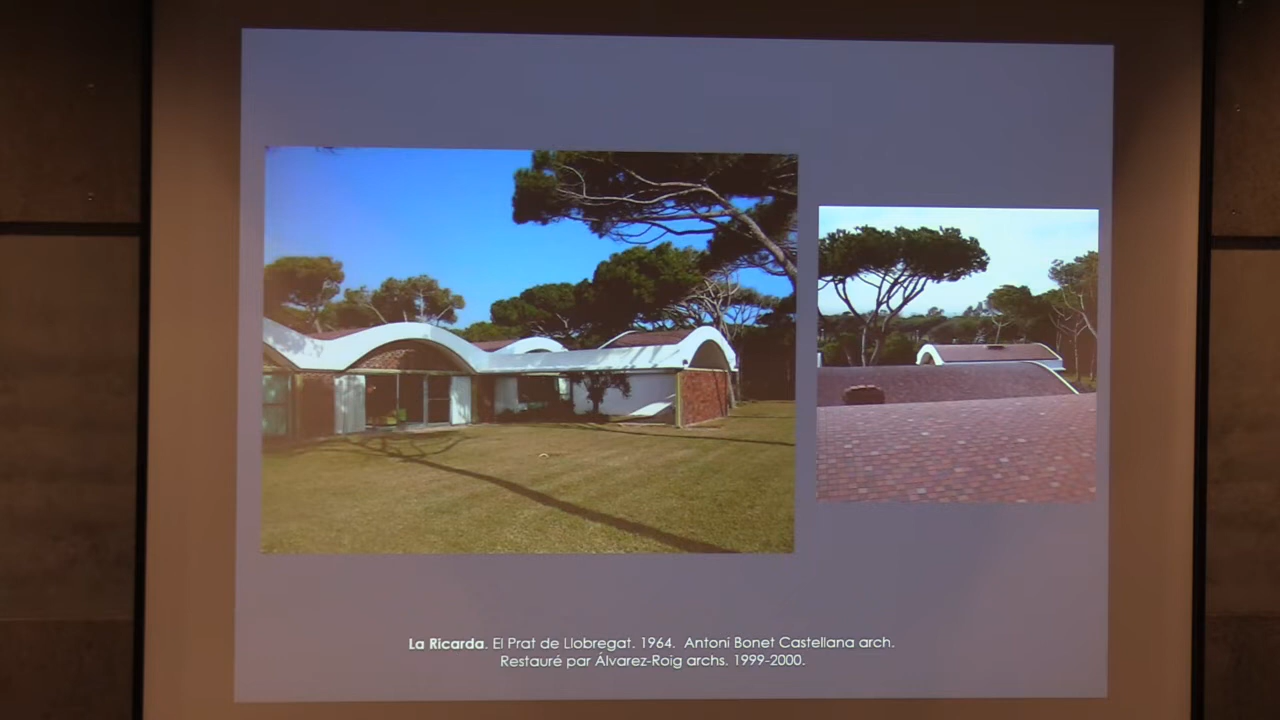 La Ricarda. El Prat de Llobregat. 1964. Antoni Bonet Castellana arch.
Restauré par Álvarez-Roig archs. 1999-2000.